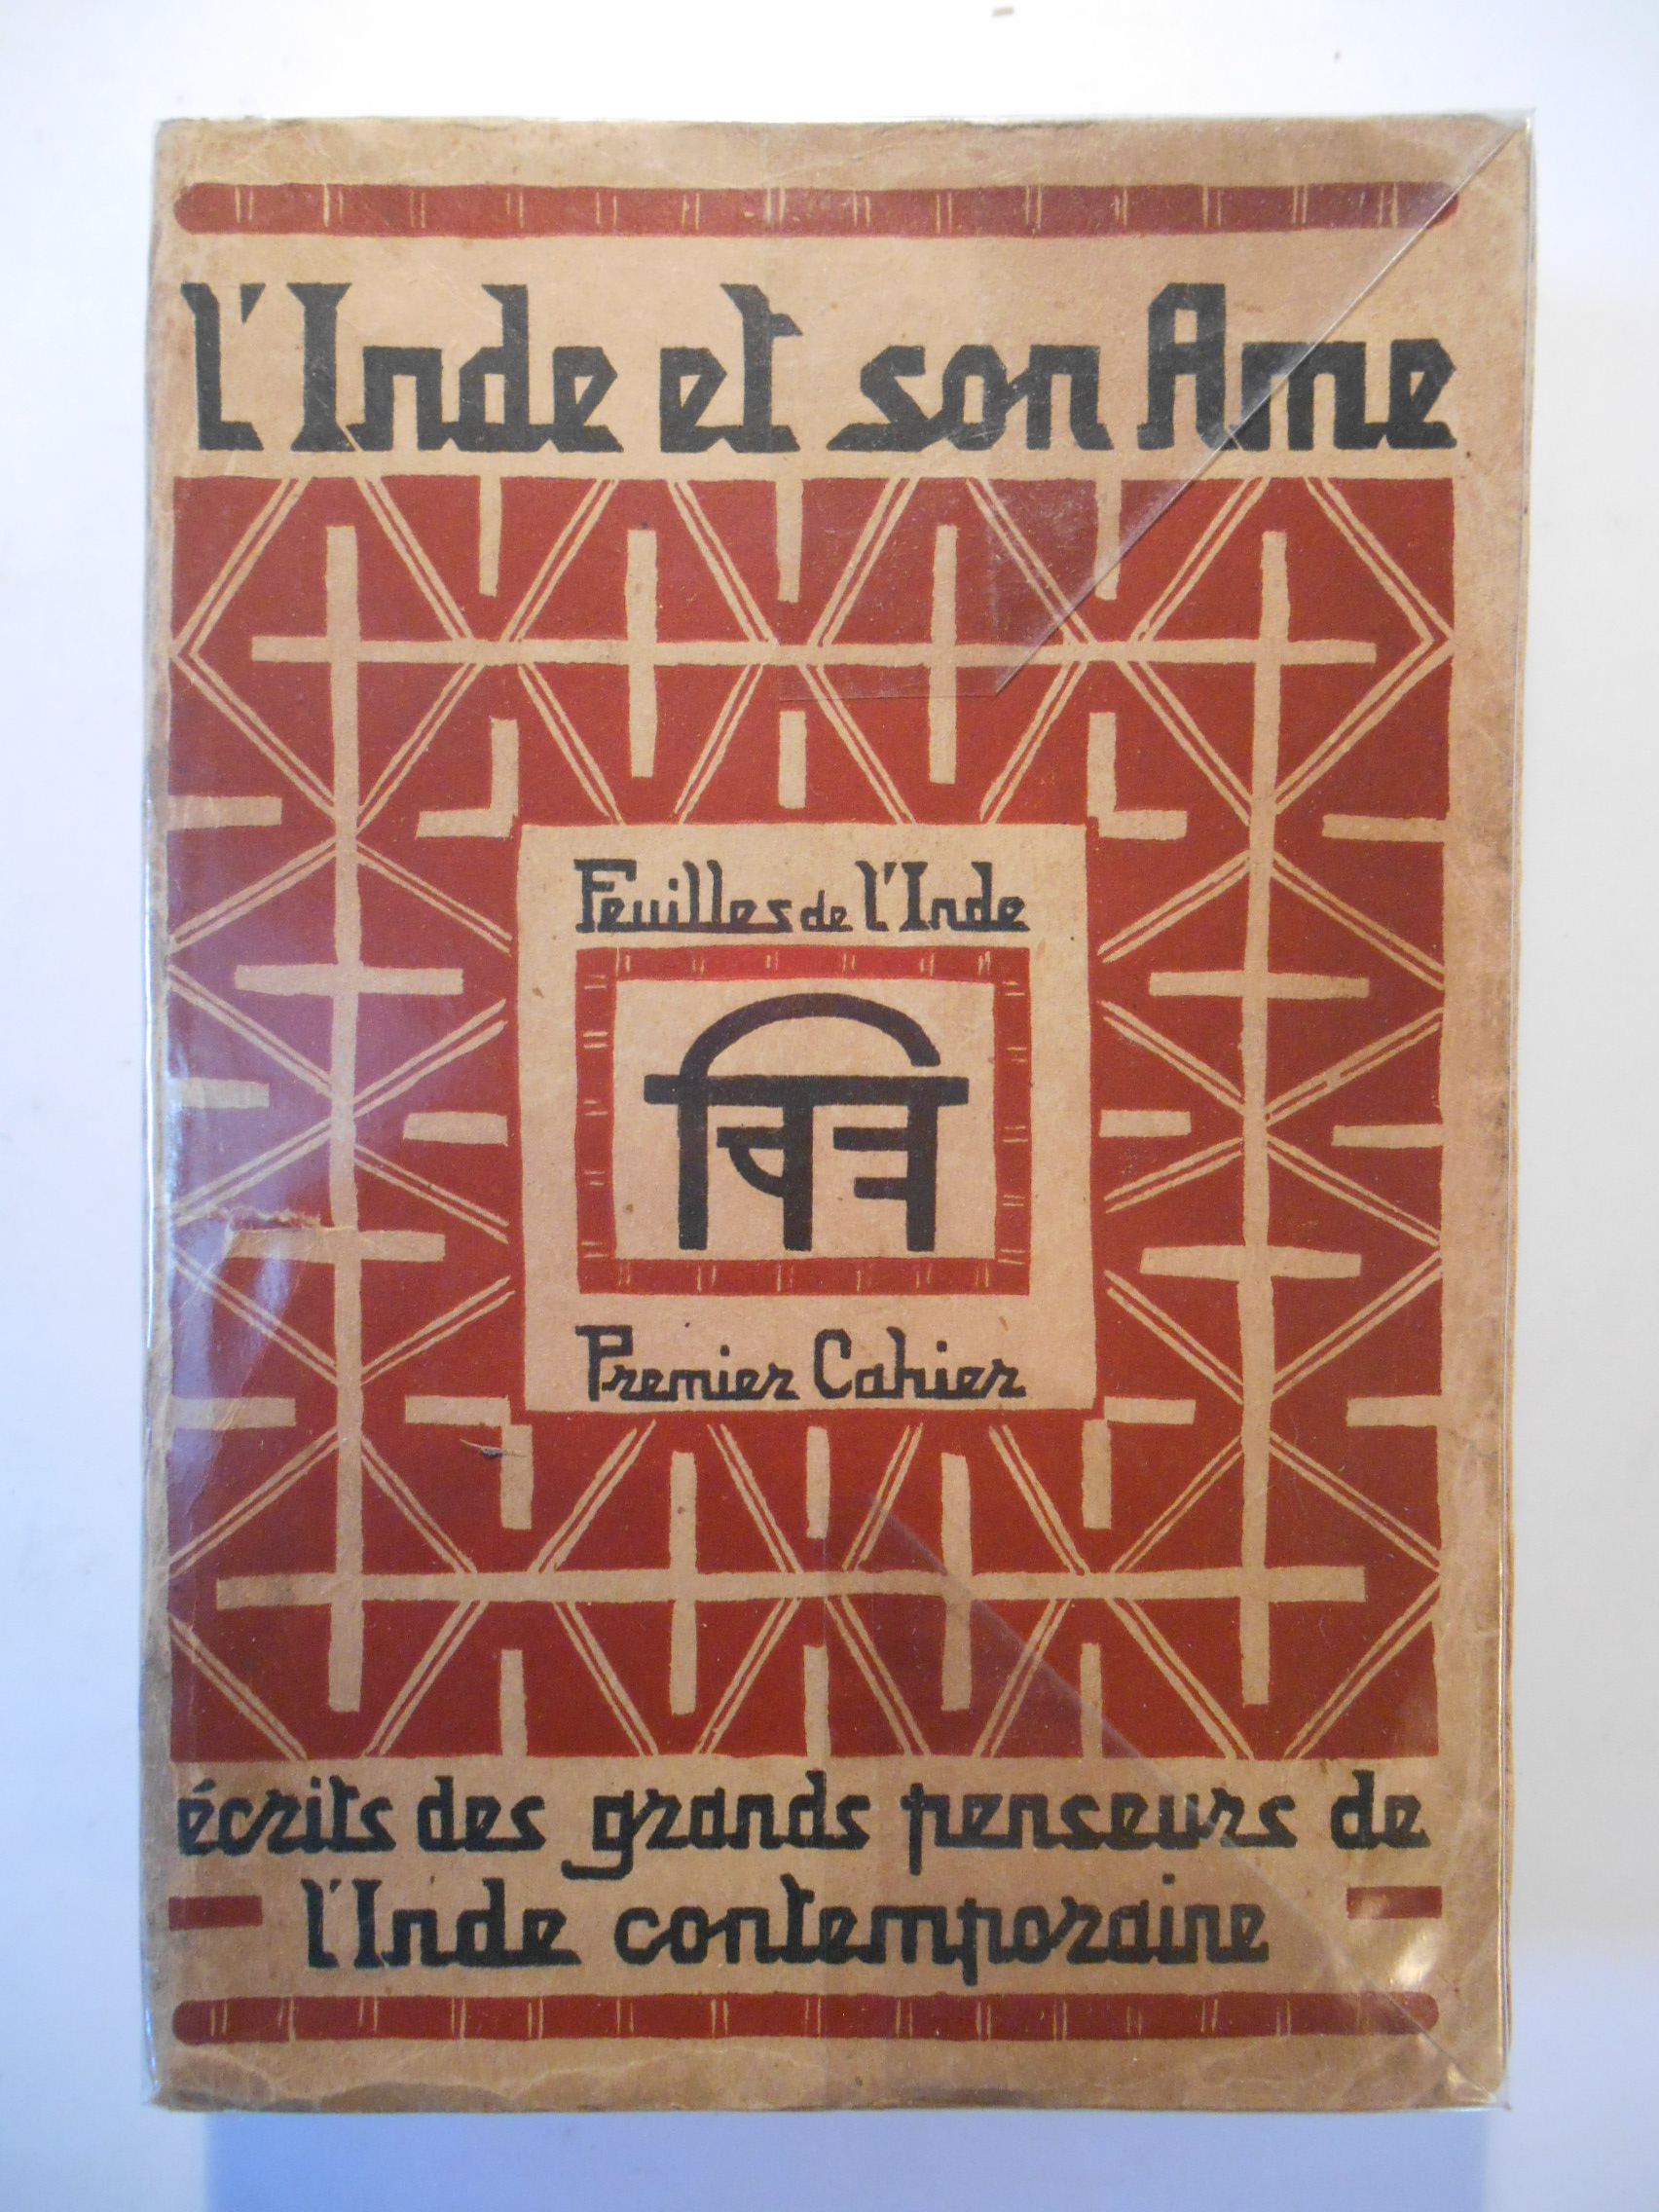 l'Inde et son Ame
Feuilles de l'Inde
चित्र
Premier Cahier
écrits des grands penseurs de
l'Inde contemporaine